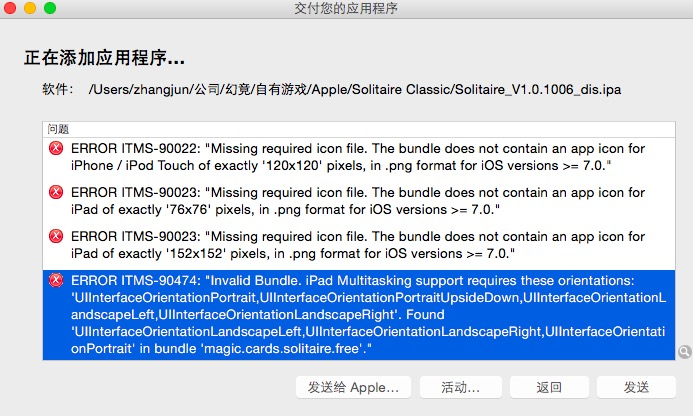 交付您的应用程序
正在添加应用程序...
软件： /Users/zhangjun/公司/幻竟/自有游戏/Apple/Solitaire Classic/Solitaire_V1.0.1006_dis.ipa
问题
ERROR ITMS-90022: "Missing required icon file. The bundle does not contain an app icon for
iPhone / iPod Touch of exactly '120x120' pixels, in .png format for iOS versions >= 7.0."
ERROR ITMS-90023: "Missing required icon file. The bundle does not contain an app icon for
iPad of exactly '76x76' pixels, in .png format for iOS versions >= 7.0."
ERROR ITMS-90023: "Missing required icon file. The bundle does not contain an app icon for
iPad of exactly '152x152' pixels, in .png format for iOS versions >= 7.0."
ERROR ITMS-90474: "Invalid Bundle. iPad Multitasking support requires these orientations:
'UIInterfaceOrientationPortrait,UIInterfaceOrientationPortraitUpsideDown,UIInterfaceOrientationL
andscapeLeft,UIInterfaceOrientationLandscapeRight'. Found
'UIInterfaceOrientationLandscapeLeft,UIInterfaceOrientationLandscapeRight,UIInterfaceOrientati
onPortrait' in bundle 'magic.cards.solitaire.free'."
发送给 Apple... 活动... 返回 发送